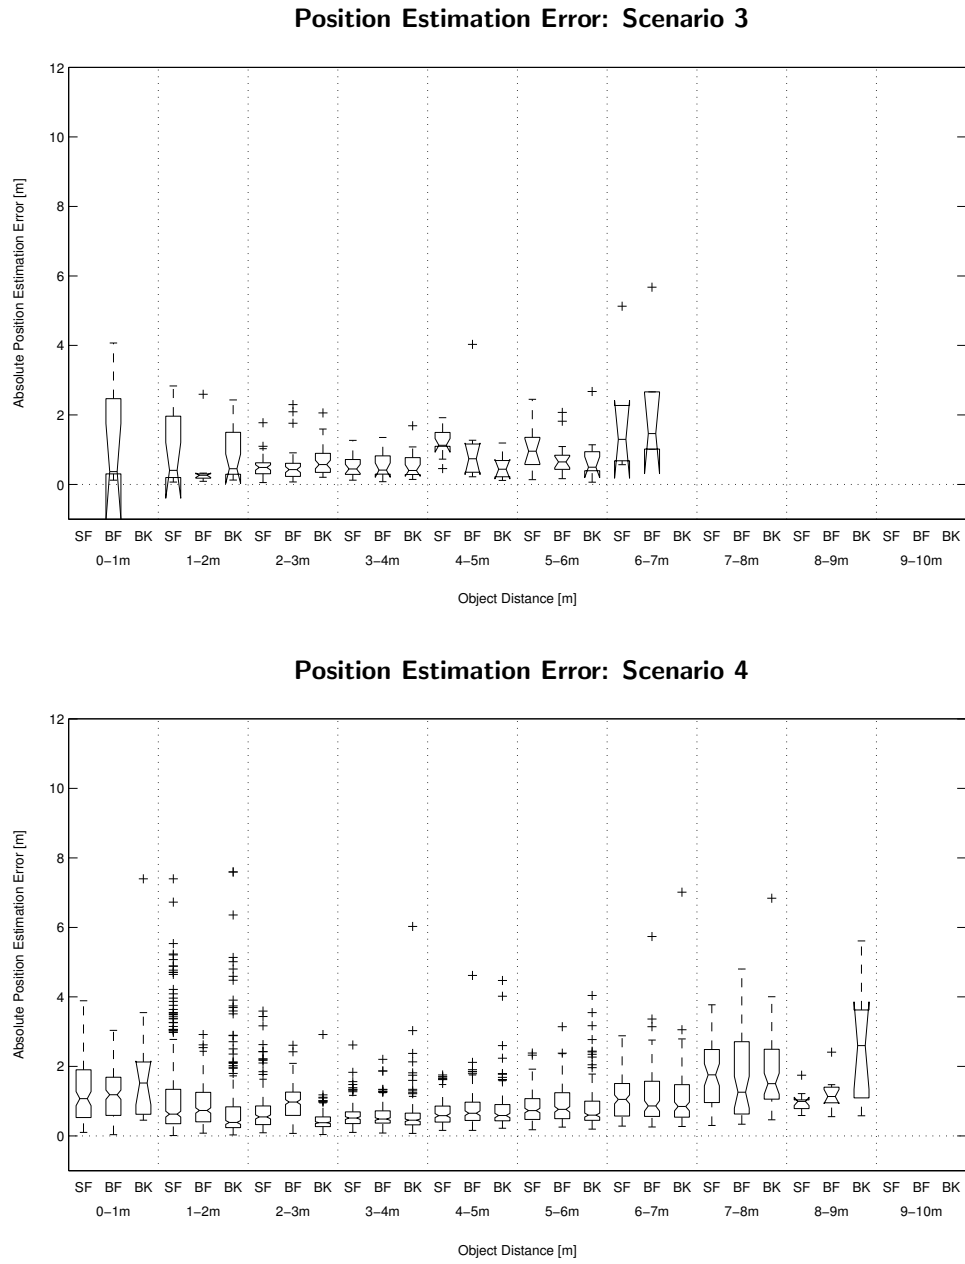 Position Estimation Error: Scenario 3
12
10
8
6
4
2
0
Absolute Position Estimation Error [m]
SF BF BK SF BF BK SF BF BK SF BF BK SF BF BK SF BF BK SF BF BK SF BF BK SF BF BK SF BF BK
0–1m 1–2m 2–3m 3–4m 4–5m 5–6m 6–7m 7–8m 8–9m 9–10m
Object Distance [m]
Position Estimation Error: Scenario 4
12
10
8
6
4
2
0
Absolute Position Estimation Error [m]
SF BF BK SF BF BK SF BF BK SF BF BK SF BF BK SF BF BK SF BF BK SF BF BK SF BF BK SF BF BK
0–1m 1–2m 2–3m 3–4m 4–5m 5–6m 6–7m 7–8m 8–9m 9–10m
Object Distance [m]